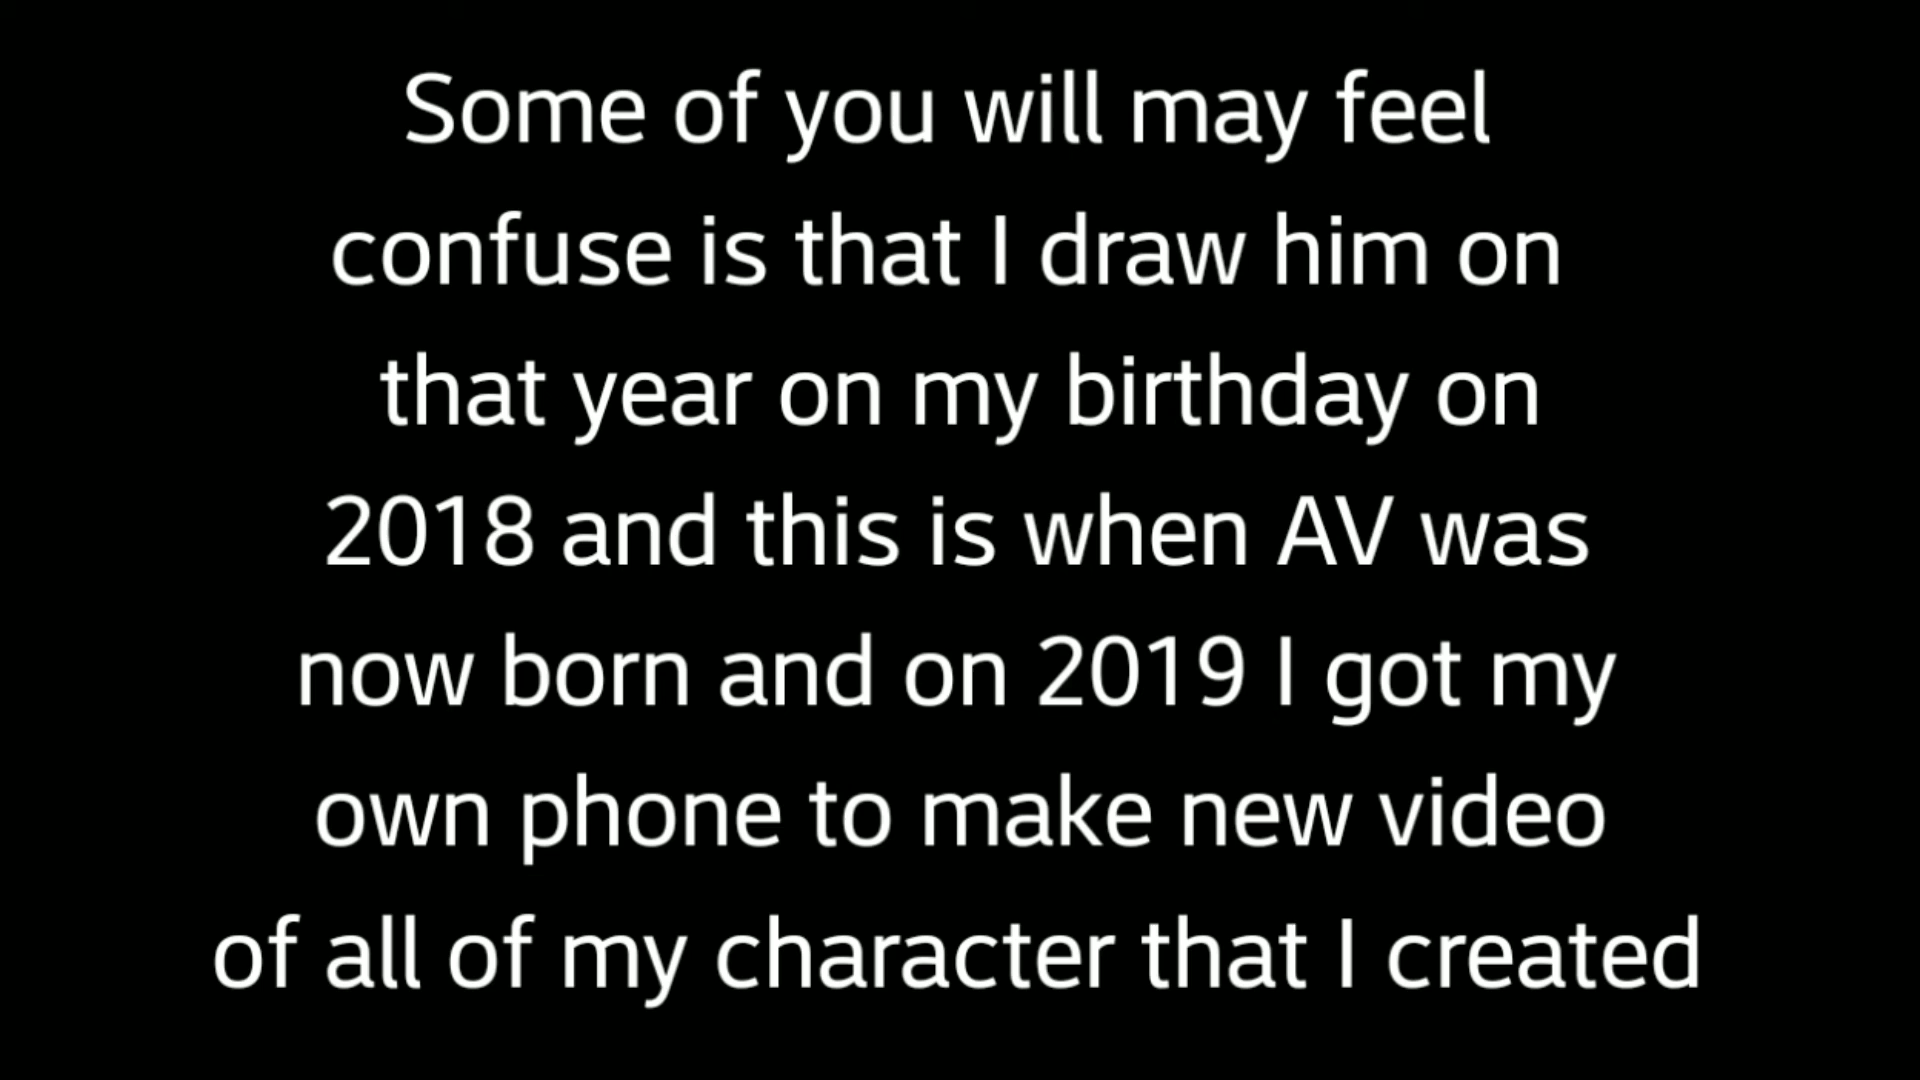 Some of you will may feel
confuse is that I draw him on
that year on my birthday on
2018 and this is when AV was
now born and on 2019 I got my
own phone to make new video
of all of my character that I created